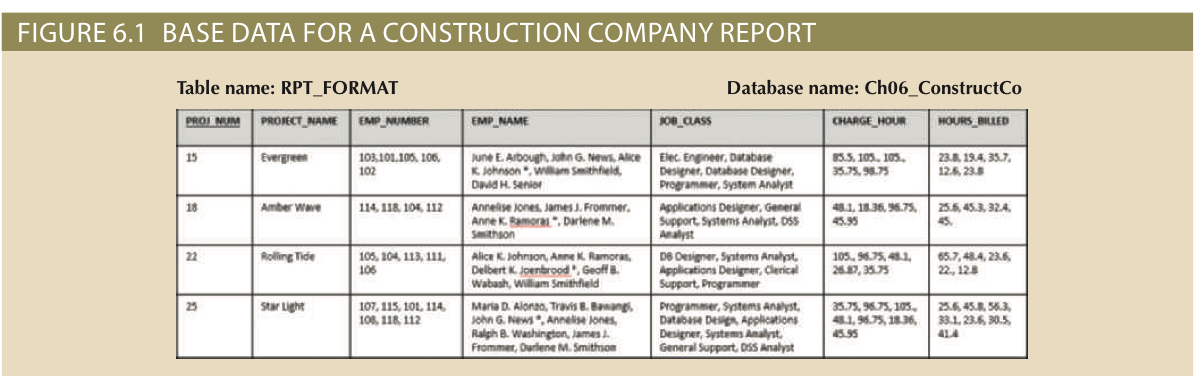 FIGURE 6.1 BASE DATA FOR A CONSTRUCTION COMPANY REPORT
Table name: RPT_FORMAT Database name: Ch06_ConstructCo
PROJ_NUM PROJECT_NAME EMP_NUMBER EMP_NAME JOB_CLASS CHARGE_HOUR HOURS_BILLED
15 Evergreen 103,101,105, 106, June E. Arbough, John G. News, Alice Elec. Engineer, Database 85.5, 105., 105., 23.8, 19.4, 35.7,
102 K. Johnson *, William Smithfield, Designer, Database Designer, 35.75, 98.75 12.6, 23.8
David H. Senior Programmer, System Analyst
18 Amber Wave 114, 118, 104, 112 Annelise Jones, James J. Frommer, Applications Designer, General 48.1, 18.36, 96.75, 25.6, 45.3, 32.4,
Anne K. Ramoras *, Darlene M. Support, Systems Analyst, DSS 45.95 45.
Smithson Analyst
22 Rolling Tide 105, 104, 113, 111, Alice K. Johnson, Anne K. Ramoras, DB Designer, Systems Analyst, 105., 96.75, 48.1, 65.7, 48.4, 23.6,
106 Delbert K. Joenbrood *, Geoff B. Applications Designer, Clerical 26.87, 35.75 22., 12.8
Wabash, William Smithfield Support, Programmer
25 Star Light 107, 115, 101, 114, Maria D. Alonzo, Travis B. Bawangi, Programmer, Systems Analyst, 35.75, 96.75, 105., 25.6, 45.8, 56.3,
108, 118, 112 John G. News *, Annelise Jones, Database Design, Applications 48.1, 96.75, 18.36, 33.1, 23.6, 30.5,
Ralph B. Washington, James J. Designer, Systems Analyst, 45.95 41.4
Frommer, Darlene M. Smithson General Support, DSS Analyst